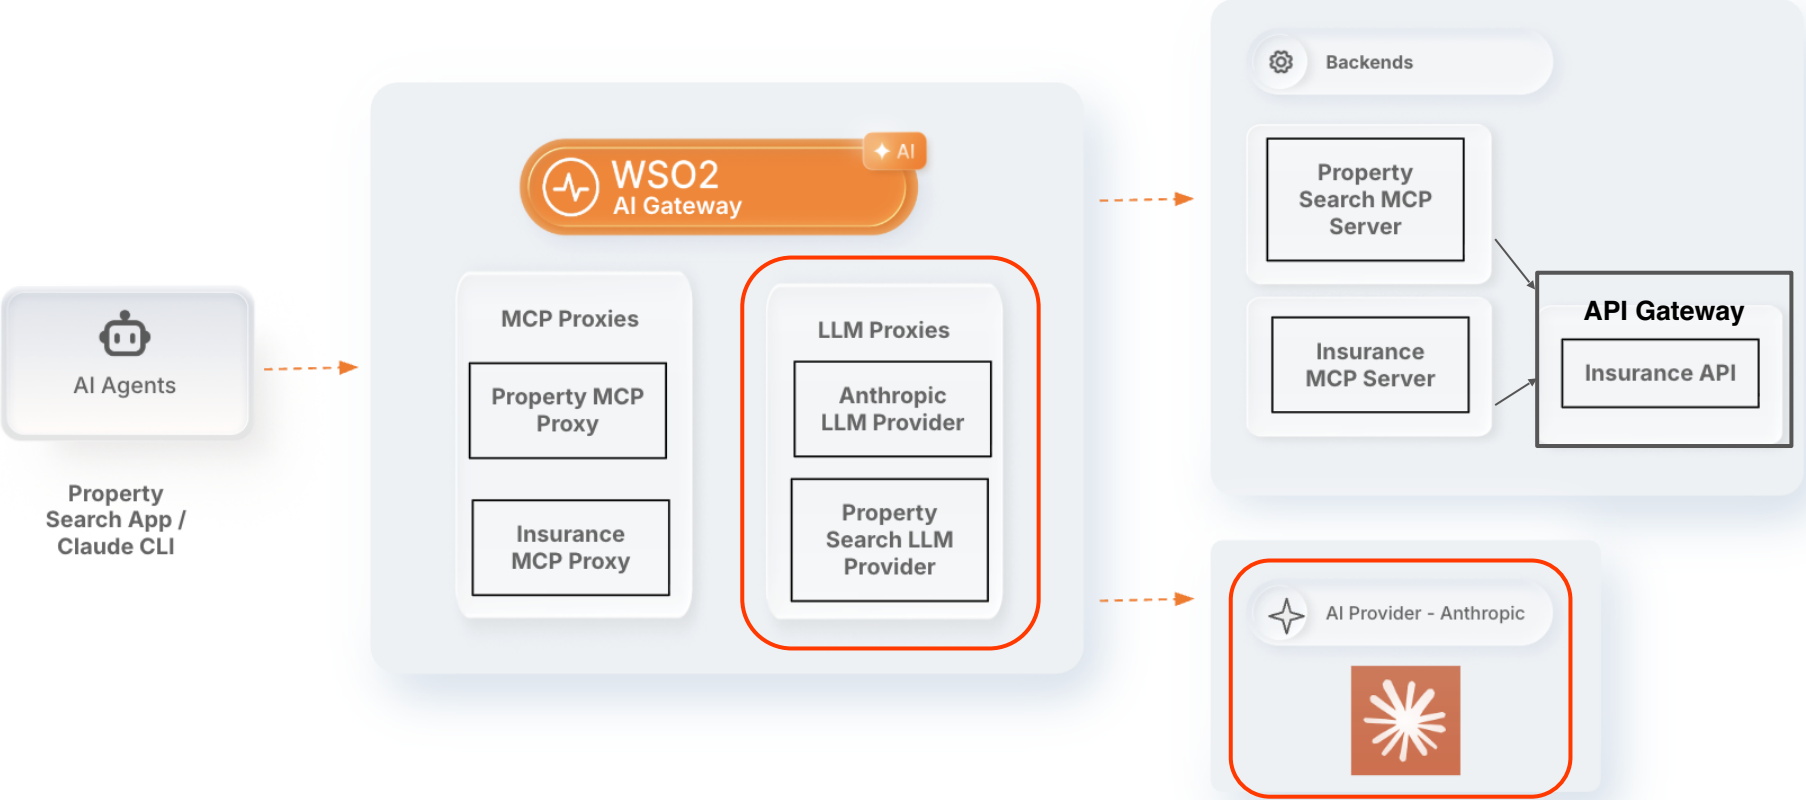 AI Agents
Property
Search App /
Claude CLI
WSO2
AI Gateway
AI
MCP Proxies
Property MCP
Proxy
Insurance
MCP Proxy
LLM Proxies
Anthropic
LLM Provider
Property
Search LLM
Provider
Backends
Property
Search MCP
Server
Insurance
MCP Server
API Gateway
Insurance API
AI Provider - Anthropic